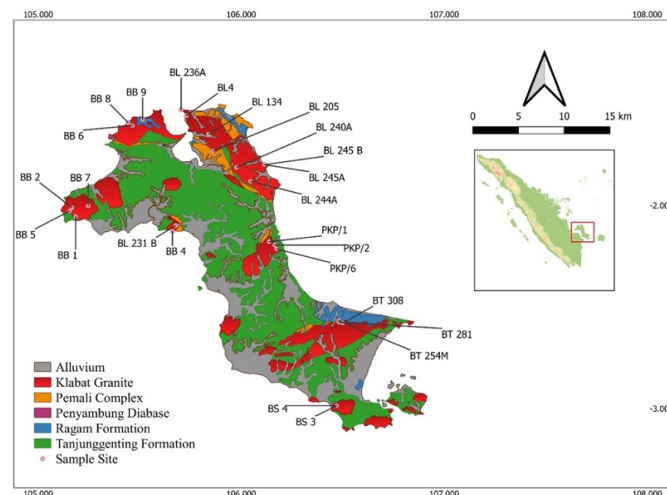 105.000 106.000 107.000 108.000
BL 236A
BL4
BB 9
BB 8
BL 134
BL 205
BB 6
BL 240A
BL 245 B
BB 2
BB 7
BL 245A
BL 244A
BB 5
BB 1
BL 231 B
BB 4
PKP/1
PKP/2
PKP/6
BT 308
BT 281
BT 254M
BS 4
BS 3
0 5 10 15 km
-2.00
-3.00
Alluvium
Klabat Granite
Pemali Complex
Penyambung Diabase
Ragam Formation
Tanjunggenting Formation
Sample Site
105.000 106.000 107.000 108.000